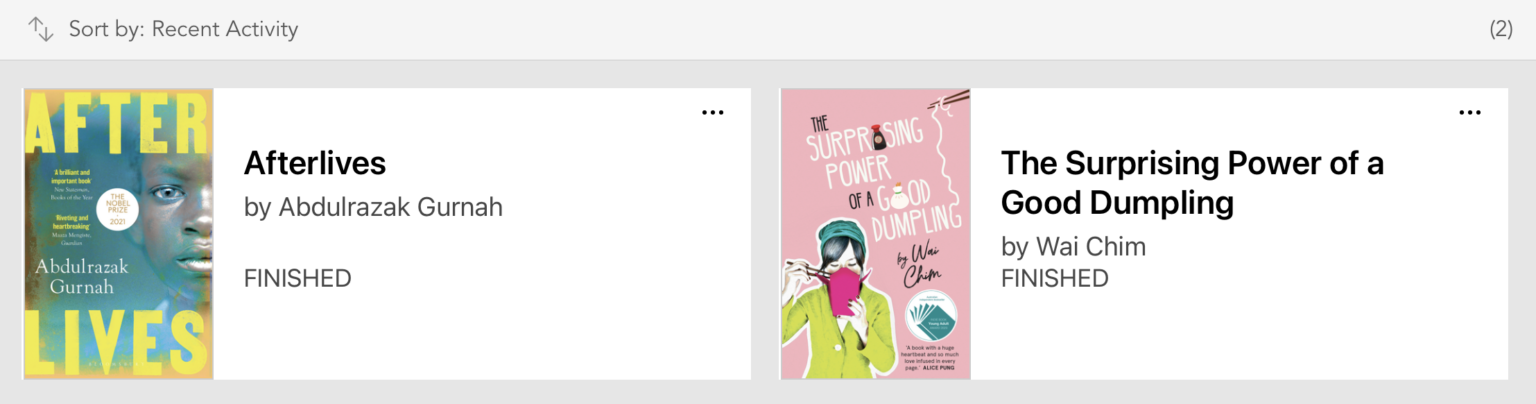 Sort by: Recent Activity
(2)
AFTER
'A brilliant and
important book'
New Statesman,
Books of the Year
THE
NOBEL
PRIZE
2021
'Riveting and
heartbreaking'
Maaza Mengiste,
Guardian
Abdulrazak
Gurnah
LIVES
Afterlives
by Abdulrazak Gurnah
FINISHED
THE
SURPRISING
POWER
OF A GOOD
DUMPLING
by Wai
Chim
'A book with a huge
heartbeat and so much
love infused in every
page.' ALICE PUNG
The Surprising Power of a
Good Dumpling
by Wai Chim
FINISHED